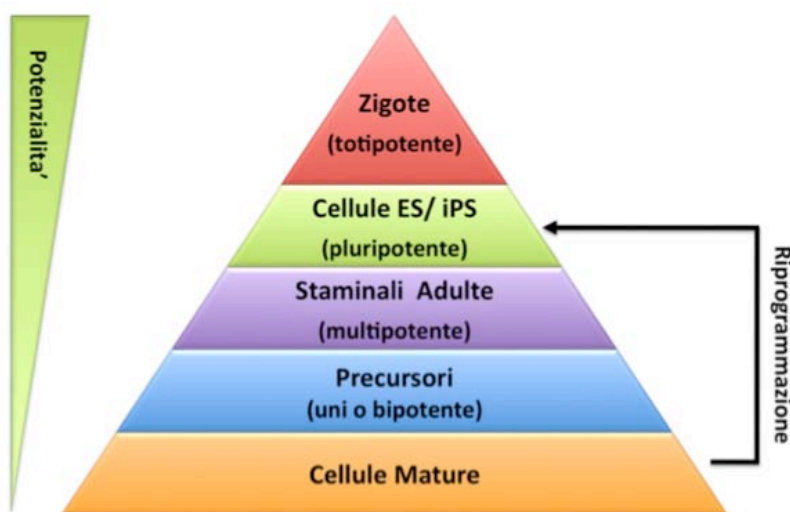 Potenzialita’
Zigote
(totipotente)
Cellule ES/ iPS
(pluripotente)
Staminali Adulte
(multipotente)
Precursori
(uni o bipotente)
Cellule Mature
Riprogrammazione